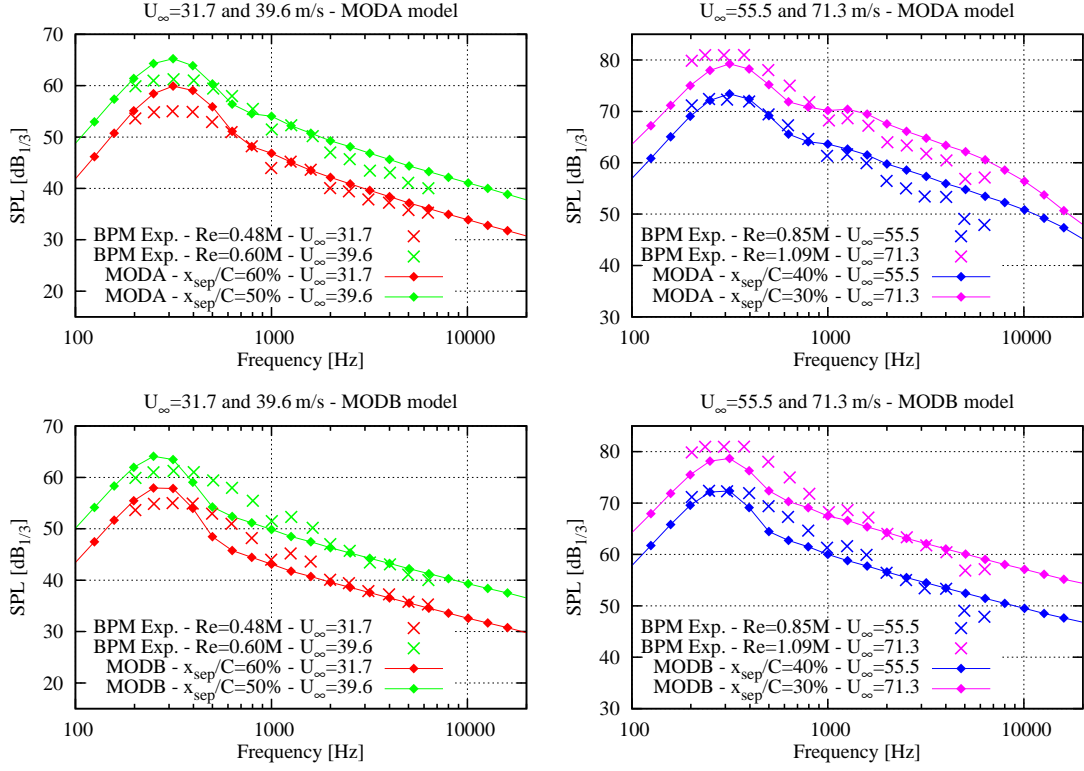 U∞=31.7 and 39.6 m/s - MODA model
SPL [dB1/3]
70
60
50
40
30
20
BPM Exp. - Re=0.48M - U∞=31.7
BPM Exp. - Re=0.60M - U∞=39.6
MODA - xsep/C=60% - U∞=31.7
MODA - xsep/C=50% - U∞=39.6
100
1000
10000
Frequency [Hz]
U∞=55.5 and 71.3 m/s - MODA model
SPL [dB1/3]
80
70
60
50
40
30
BPM Exp. - Re=0.85M - U∞=55.5
BPM Exp. - Re=1.09M - U∞=71.3
MODA - xsep/C=40% - U∞=55.5
MODA - xsep/C=30% - U∞=71.3
100
1000
10000
Frequency [Hz]
U∞=31.7 and 39.6 m/s - MODB model
SPL [dB1/3]
70
60
50
40
30
20
BPM Exp. - Re=0.48M - U∞=31.7
BPM Exp. - Re=0.60M - U∞=39.6
MODB - xsep/C=60% - U∞=31.7
MODB - xsep/C=50% - U∞=39.6
100
1000
10000
Frequency [Hz]
U∞=55.5 and 71.3 m/s - MODB model
SPL [dB1/3]
80
70
60
50
40
30
BPM Exp. - Re=0.85M - U∞=55.5
BPM Exp. - Re=1.09M - U∞=71.3
MODB - xsep/C=40% - U∞=55.5
MODB - xsep/C=30% - U∞=71.3
100
1000
10000
Frequency [Hz]